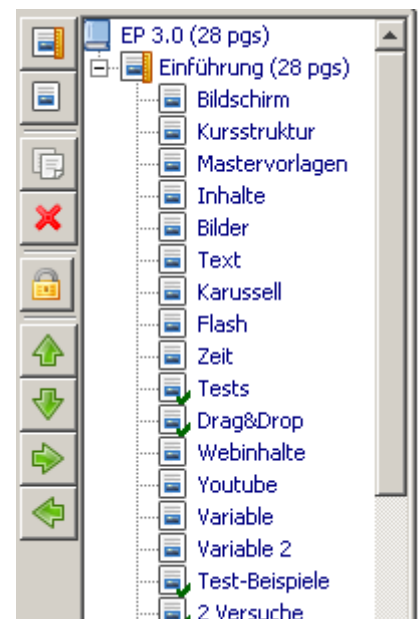 EP 3.0 (28 pgs)
Einführung (28 pgs)
Bildschirm
Kursstruktur
Mastervorlagen
Inhalte
Bilder
Text
Karussell
Flash
Zeit
Tests
Drag&Drop
Webinhalte
Youtube
Variable
Variable 2
Test-Beispiele
2 Versuche